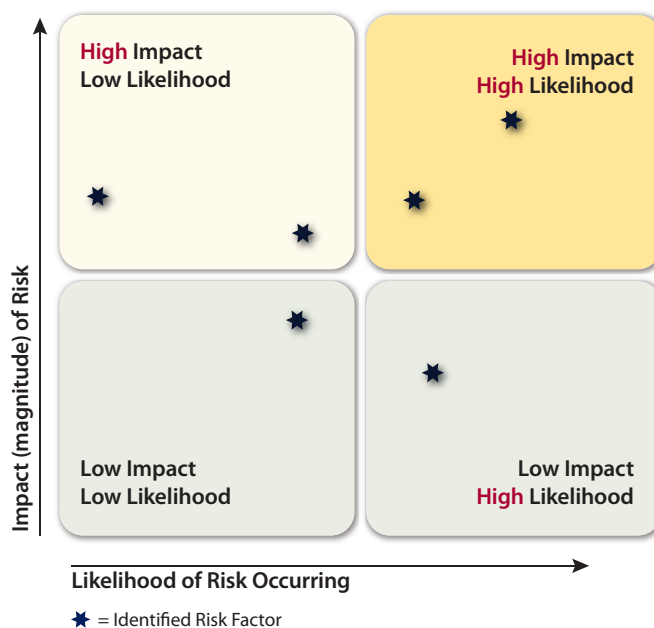 High Impact
Low Likelihood
High Impact
High Likelihood
Impact (magnitude) of Risk
Low Impact
Low Likelihood
Low Impact
High Likelihood
Likelihood of Risk Occurring
= Identified Risk Factor